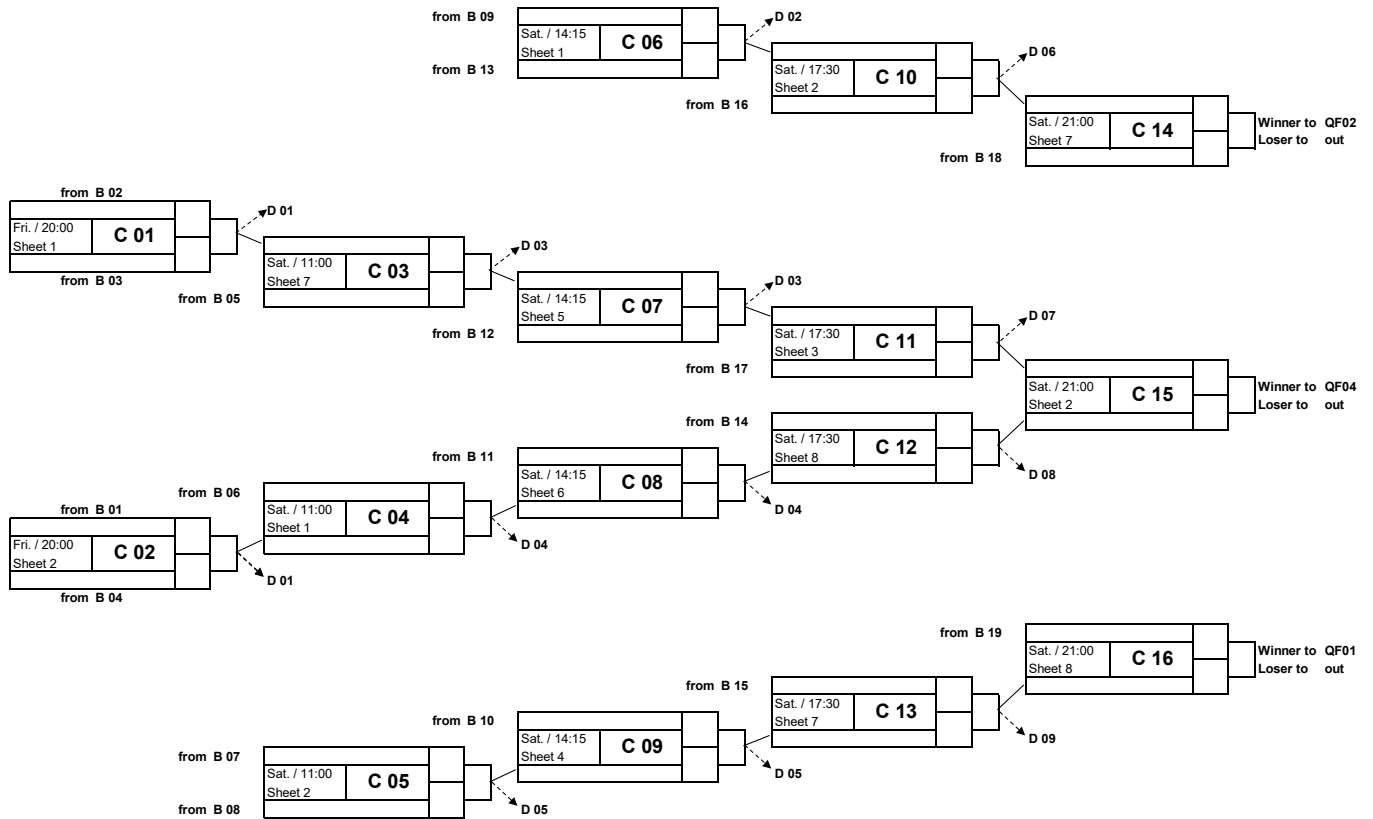 from B 09
Sat. / 14:15
Sheet 1
C 06
from B 13
D 02
Sat. / 17:30
Sheet 2
C 10
from B 16
D 06
Sat. / 21:00
Sheet 7
C 14
from B 18
Winner to QF02
Loser to out
from B 02
Fri. / 20:00
Sheet 1
C 01
from B 03
D 01
Sat. / 11:00
Sheet 7
C 03
from B 05
D 03
Sat. / 14:15
Sheet 5
C 07
from B 12
D 03
Sat. / 17:30
Sheet 3
C 11
from B 17
D 07
Sat. / 21:00
Sheet 2
C 15
Winner to QF04
Loser to out
from B 14
Sat. / 17:30
Sheet 8
C 12
D 08
from B 11
Sat. / 14:15
Sheet 6
C 08
D 04
from B 06
Sat. / 11:00
Sheet 1
C 04
D 04
from B 01
Fri. / 20:00
Sheet 2
C 02
D 01
from B 04
from B 19
Sat. / 21:00
Sheet 8
C 16
Winner to QF01
Loser to out
from B 15
Sat. / 17:30
Sheet 7
C 13
D 09
from B 10
Sat. / 14:15
Sheet 4
C 09
D 05
from B 07
Sat. / 11:00
Sheet 2
C 05
from B 08
D 05